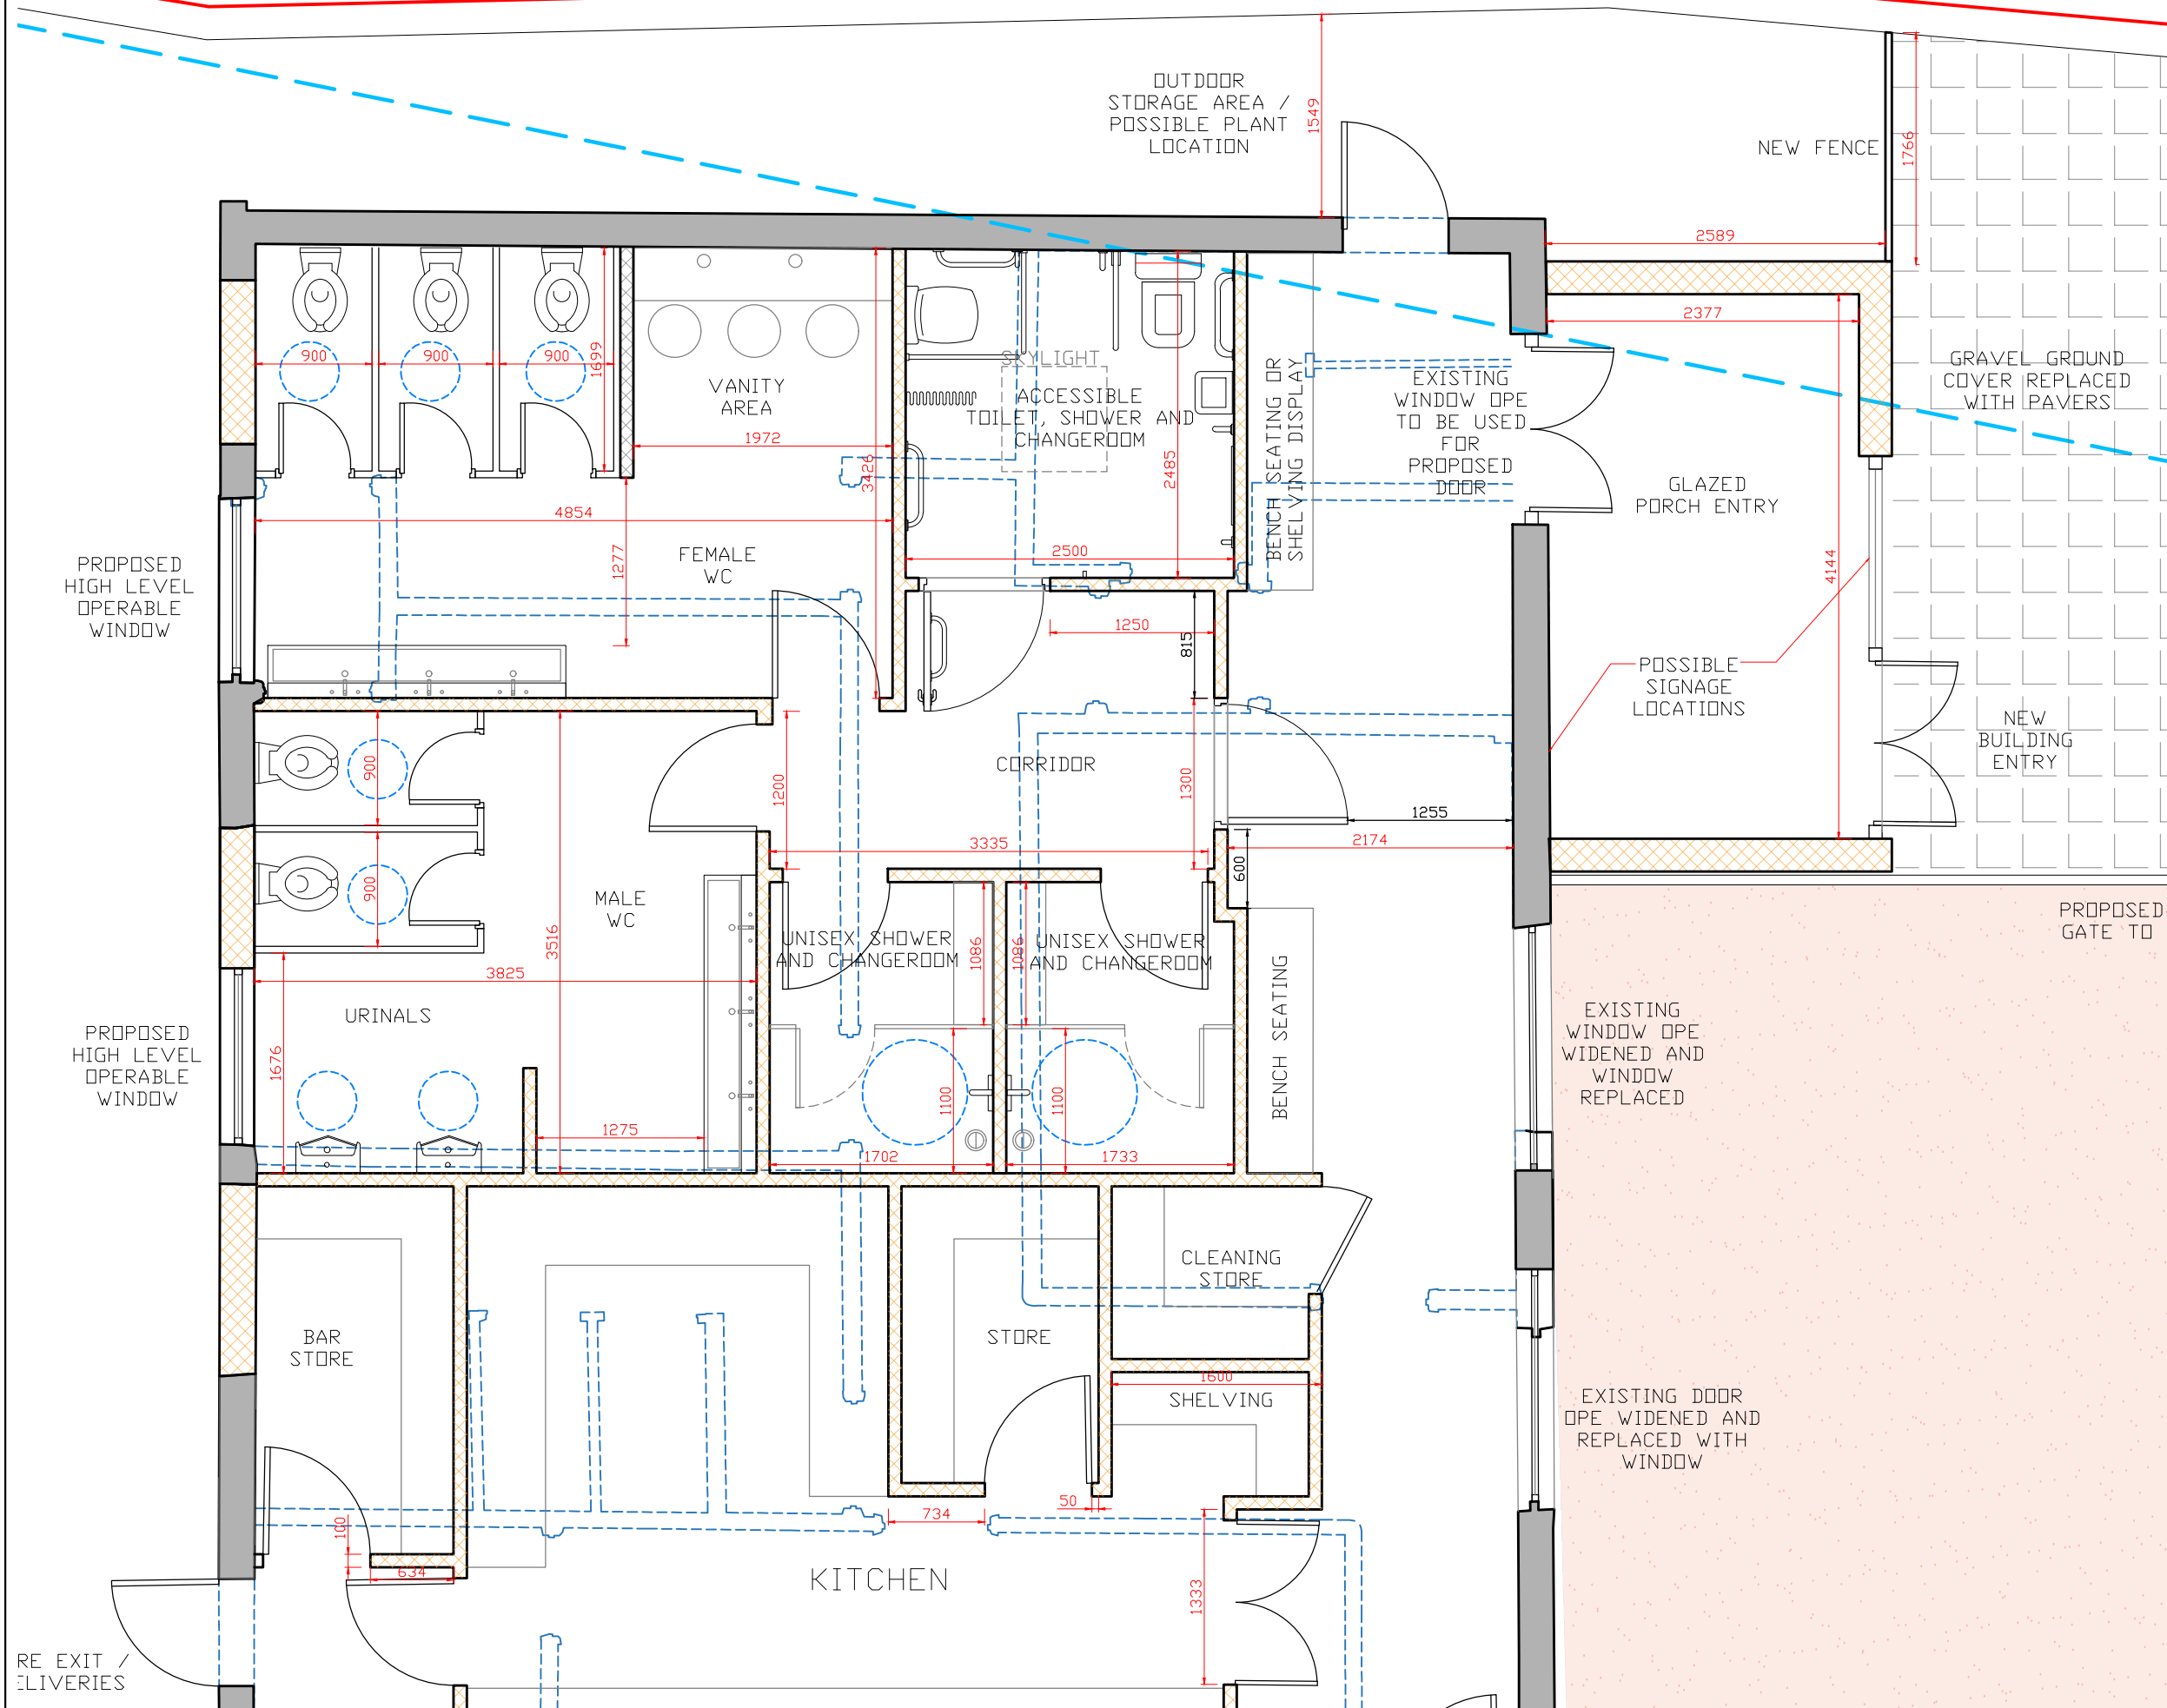 OUTDOOR
STORAGE AREA /
POSSIBLE PLANT
LOCATION
1549
NEW FENCE
1766
2589
2377
900
900
900
1699
VANITY
AREA
1972
3426
SKYLIGHT
ACCESSIBLE
TOILET, SHOWER AND
CHANGEROOM
2485
BENCH SEATING OR
SHELVING DISPLAY
EXISTING
WINDOW OPE
TO BE USED
FOR
PROPOSED
DOOR
GRAVEL GROUND
COVER REPLACED
WITH PAVERS
GLAZED
PORCH ENTRY
4854
1277
FEMALE
WC
2500
4144
PROPOSED
HIGH LEVEL
OPERABLE
WINDOW
1250
815
POSSIBLE
SIGNAGE
LOCATIONS
NEW
BUILDING
ENTRY
900
1200
CORRIDOR
1300
1255
3335
2174
600
900
MALE
WC
3516
3825
UNISEX SHOWER
AND CHANGEROOM
1086
1086
UNISEX SHOWER
AND CHANGEROOM
PROPOSED
GATE TO
URINALS
1676
PROPOSED
HIGH LEVEL
OPERABLE
WINDOW
BENCH SEATING
EXISTING
WINDOW OPE
WIDENED AND
WINDOW
REPLACED
1100
1100
1275
1702
1733
CLEANING
STORE
BAR
STORE
STORE
1600
SHELVING
EXISTING DOOR
OPE WIDENED AND
REPLACED WITH
WINDOW
50
734
100
634
KITCHEN
1333
RE EXIT /
ELIVERIES